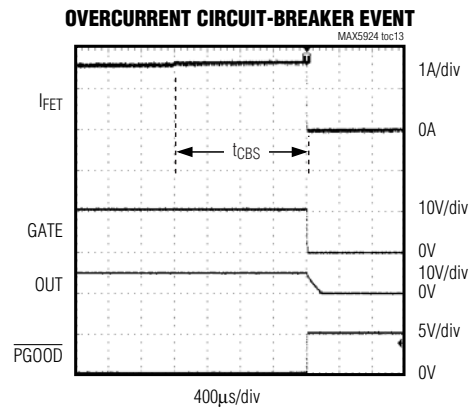 OVERCURRENT CIRCUIT-BREAKER EVENT
MAX5924 toc13
1A/div
IFET
0A
tCBS
10V/div
GATE
0V
10V/div
OUT
0V
5V/div
PGOOD
0V
400μs/div